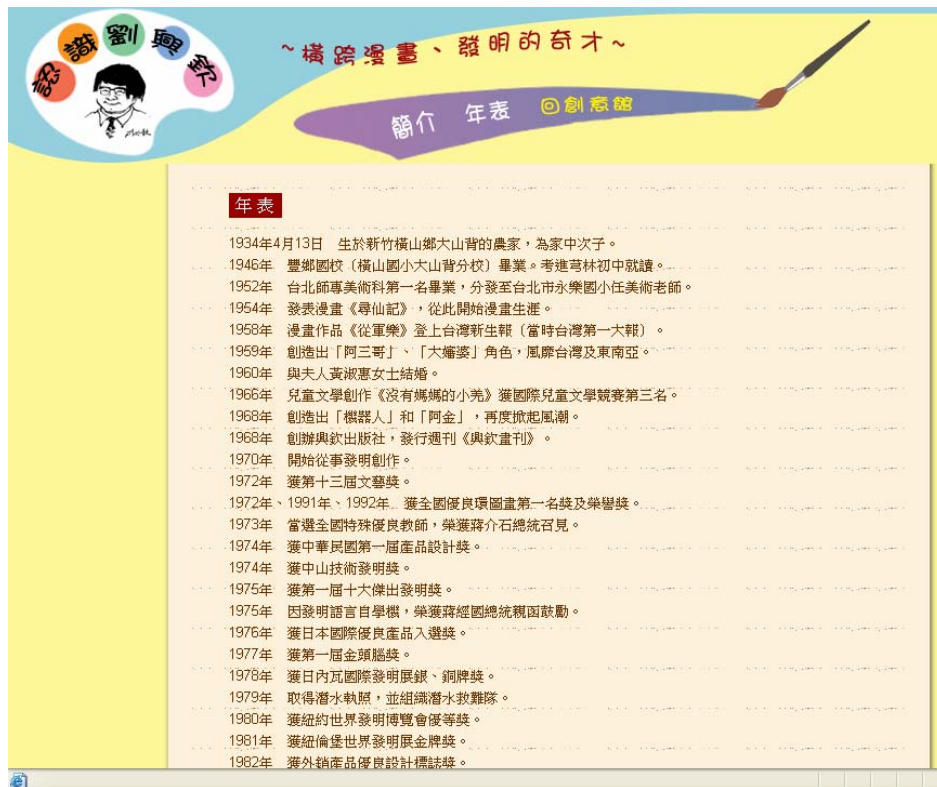 認識劉興欽
~橫跨漫畫、發明的奇才~
簡介 年表 回創意館
年表
1934年4月13日 生於新竹橫山鄉大山背的農家,為家中次子。
1946年 豐鄉國校〔橫山國小大山背分校〕畢業。考進草林初中就讀。
1952年 台北師專美術科第一名畢業,分發至台北市永樂國小任美術老師。
1954年 發表漫畫《尋仙記》,從此開始漫畫生涯。
1958年 漫畫作品《從軍樂》登上台灣新生報〔當時台灣第一大報〕。
1959年 創造出「阿三哥」、「大嬸婆」角色,風靡台灣及東南亞。
1960年 與夫人黃淑惠女士結婚。
1966年 兒童文學創作《沒有媽媽的小羌》獲國際兒童文學競賽第三名。
1968年 創造出「機器人」和「阿金」,再度掀起風潮。
1968年 創辦興欽出版社,發行週刊《興欽畫刊》。
1970年 開始從事發明創作。
1972年 獲第十三屆文藝獎。
1972年、1991年、1992年 獲全國優良環圖畫第一名獎及榮譽獎。
1973年 當選全國特殊優良教師,榮獲蔣介石總統召見。
1974年 獲中華民國第一屆產品設計獎。
1974年 獲中山技術發明獎。
1975年 獲第一屆十大傑出發明獎。
1975年 因發明語言自學機,榮獲蔣經國總統親函鼓勵。
1976年 獲日本國際優良產品入選獎。
1977年 獲第一屆金頭腦獎。
1978年 獲日內瓦國際發明展銀、銅牌獎。
1979年 取得潛水執照,並組織潛水救難隊。
1980年 獲紐約世界發明博覽會優等獎。
1981年 獲紐倫堡世界發明展金牌獎。
1982年 獲外銷產品優良設計標誌獎。